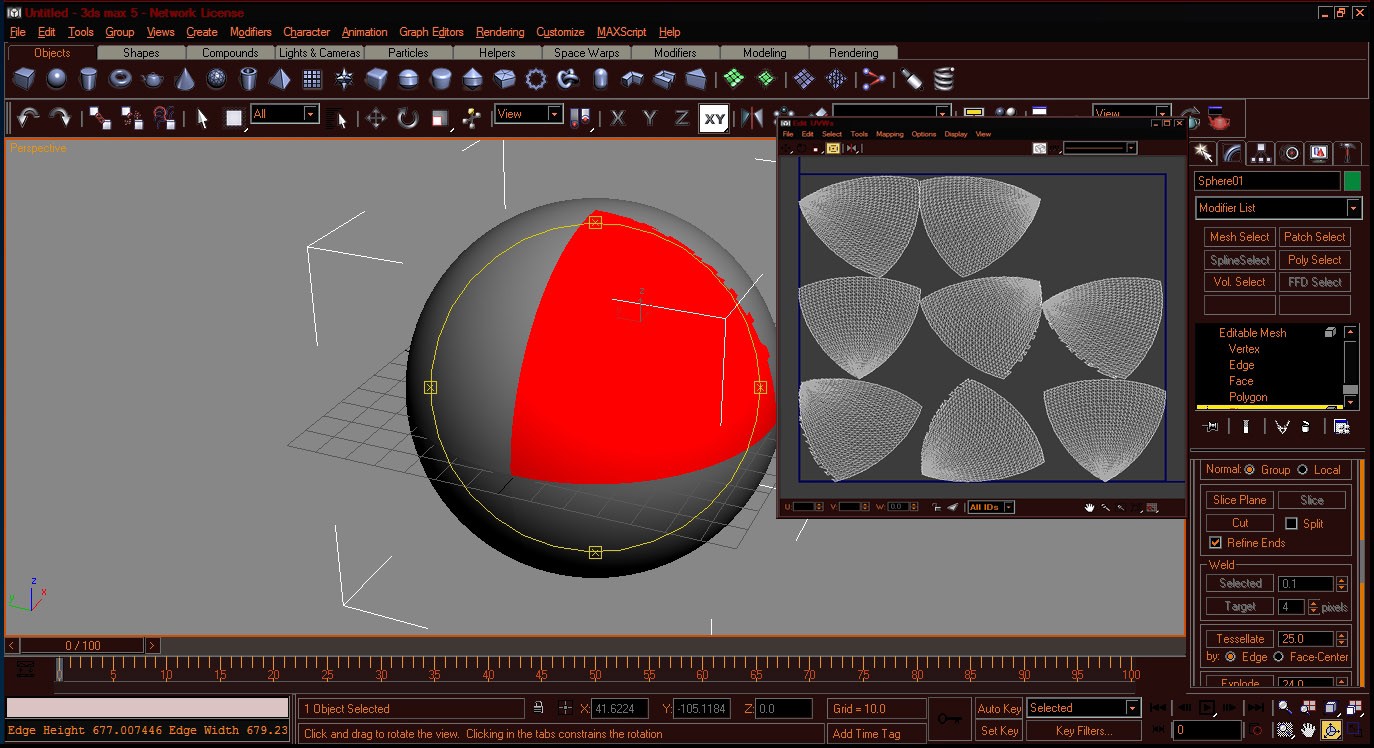 Untitled - 3ds max 5 - Network License
File Edit Tools Group Views Create Modifiers Character Animation Graph Editors Rendering Customize MAXScript Help
Objects Shapes Compounds Lights & Cameras Particles Helpers Space Warps Modifiers Modeling Rendering
All View X Y Z XY View
Perspective
Edit UVWs
File Edit Select Tools Mapping Options Display View
Sphere01
Modifier List
Mesh Select Patch Select
SplineSelect Poly Select
Vol. Select FFD Select
Editable Mesh
Vertex
Edge
Face
Polygon
U: V: W: 0.0 All IDs
Normal: Group Local
Slice Plane Slice
Cut Split
Refine Ends
Weld
Selected 0.1
Target 4 pixels
Tessellate 25.0
by: Edge Face-Center
Explode 24.0
z
z
x
y
< 0 / 100 >
5 10 15 20 25 30 35 40 45 50 55 60 65 70 75 80 85 90 95 100
1 Object Selected X: 41.6224 Y: -105.1184 Z: 0.0 Grid = 10.0 Auto Key Selected
Edge Height 677.007446 Edge Width 679.23 Click and drag to rotate the view. Clicking in the tabs constrains the rotation Add Time Tag Set Key Key Filters... 0